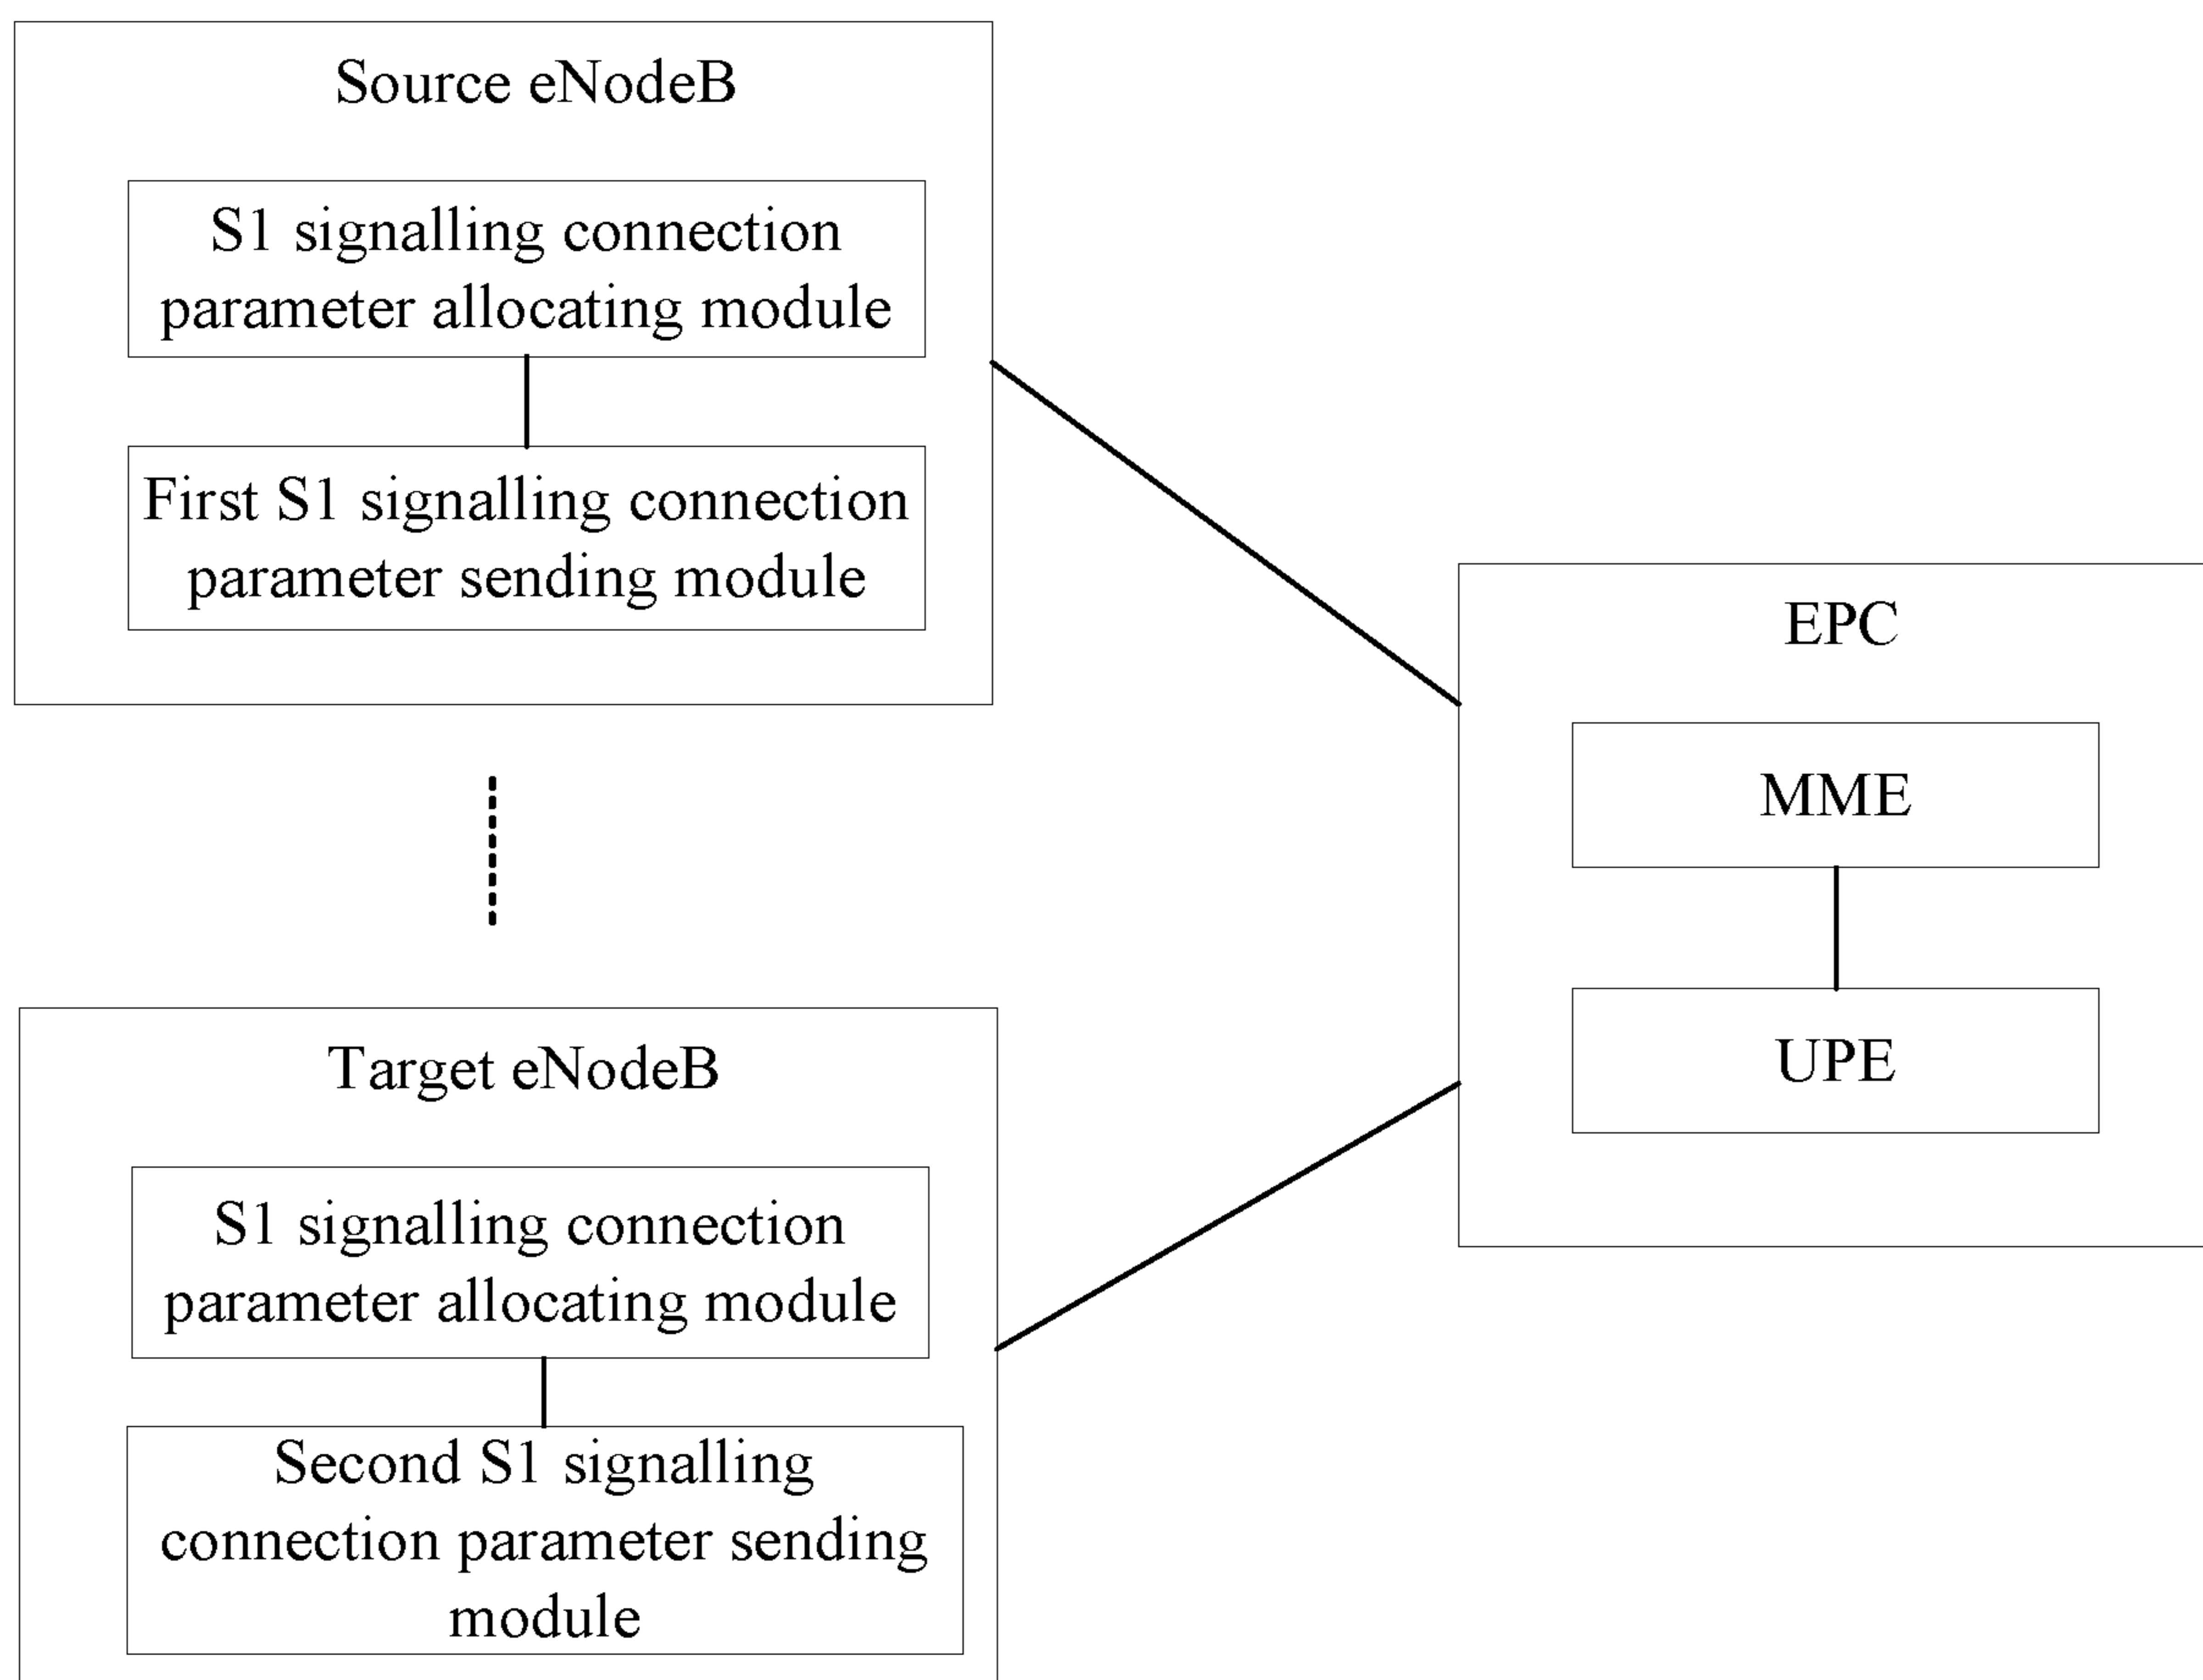 Source eNodeB
S1 signalling connection
parameter allocating module
First S1 signalling connection
parameter sending module
EPC
MME
UPE
Target eNodeB
S1 signalling connection
parameter allocating module
Second S1 signalling
connection parameter sending
module